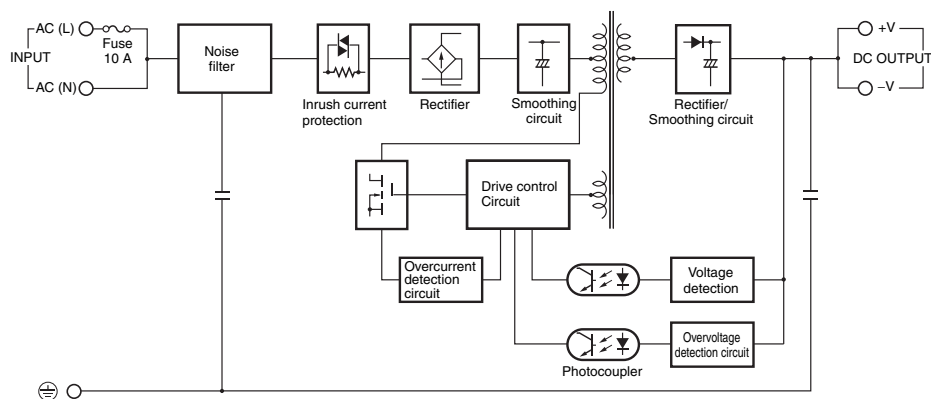 AC (L)
Fuse
10 A
INPUT
AC (N)
Noise
filter
Inrush current
protection
Rectifier
Smoothing
circuit
Rectifier/
Smoothing circuit
+V
DC OUTPUT
–V
Drive control
Circuit
Overcurrent
detection
circuit
Voltage
detection
Overvoltage
detection circuit
Photocoupler